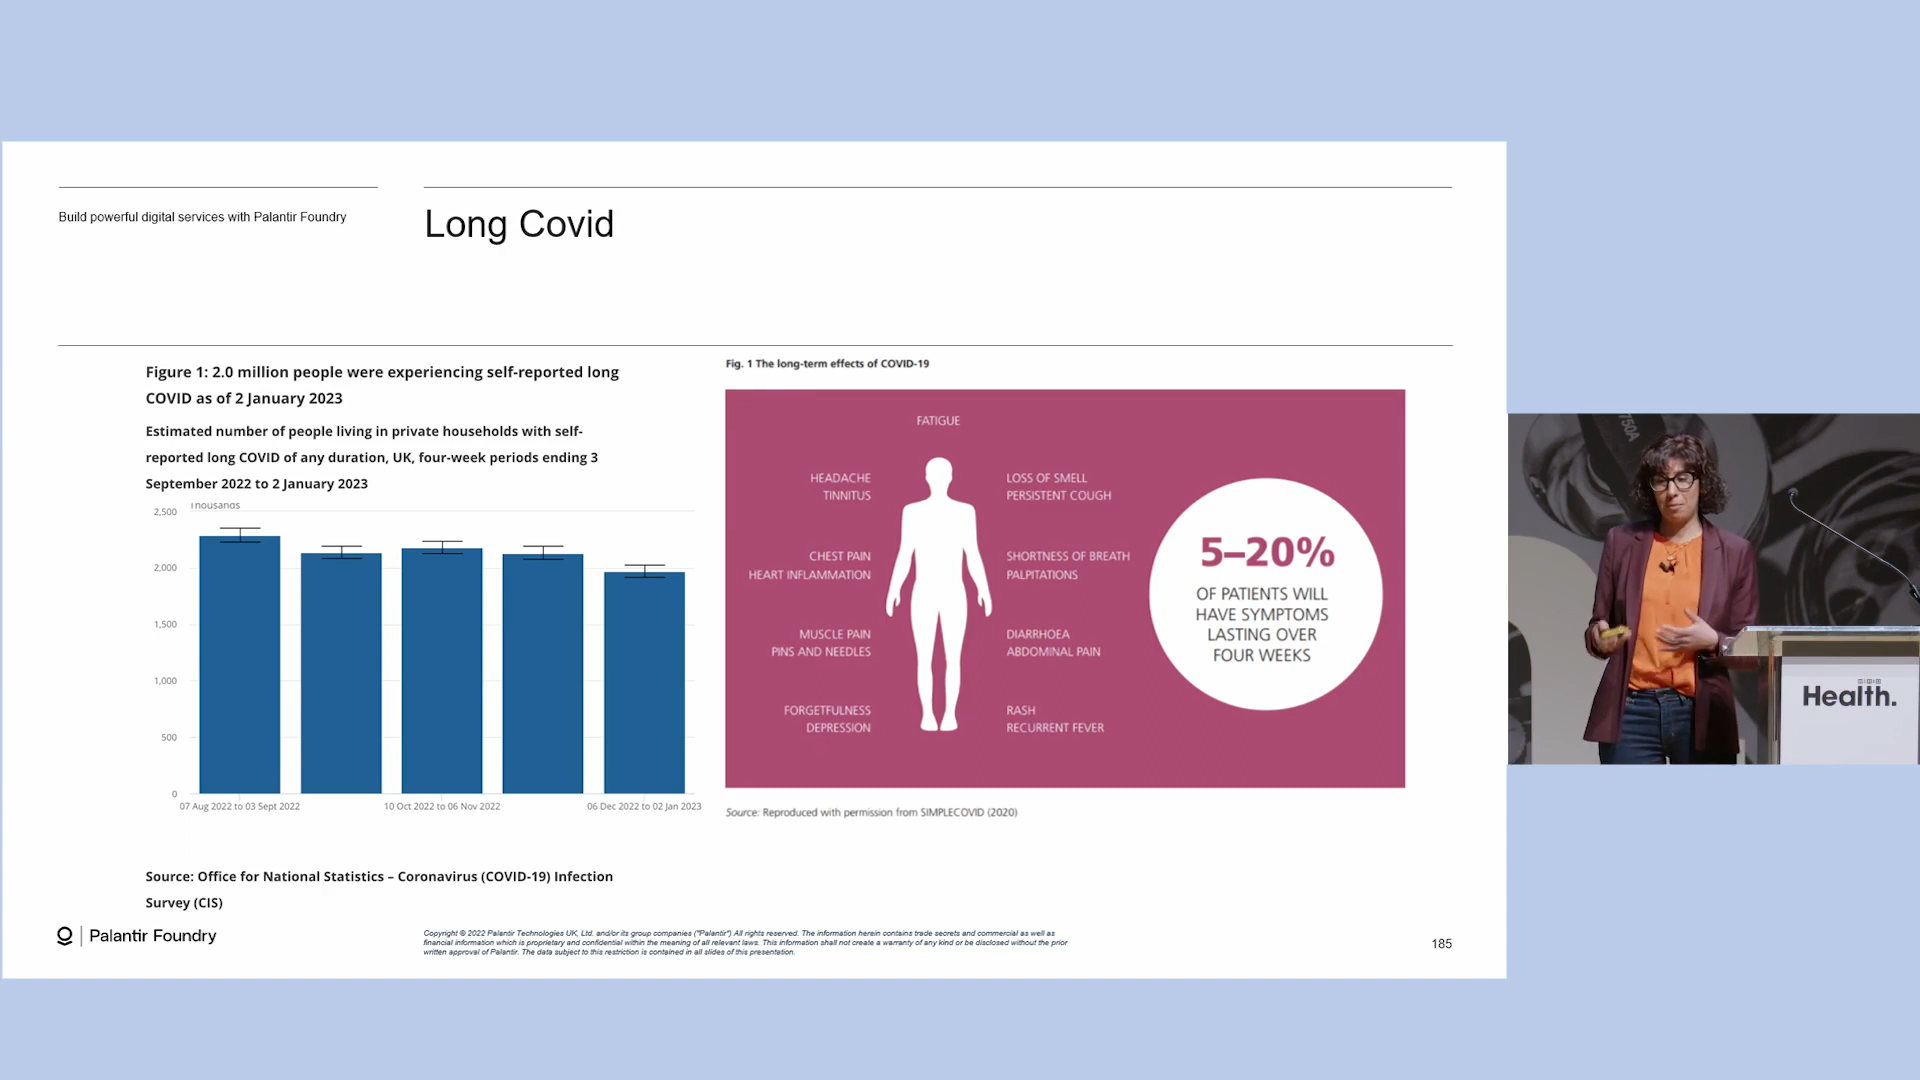 Build powerful digital services with Palantir Foundry
Long Covid
Figure 1: 2.0 million people were experiencing self-reported long
COVID as of 2 January 2023
Estimated number of people living in private households with self-
reported long COVID of any duration, UK, four-week periods ending 3
September 2022 to 2 January 2023
Thousands
2,500
2,000
1,500
1,000
500
0
07 Aug 2022 to 03 Sept 2022
10 Oct 2022 to 06 Nov 2022
06 Dec 2022 to 02 Jan 2023
Source: Office for National Statistics – Coronavirus (COVID-19) Infection
Survey (CIS)
Fig. 1 The long-term effects of COVID-19
FATIGUE
HEADACHE
TINNITUS
LOSS OF SMELL
PERSISTENT COUGH
CHEST PAIN
HEART INFLAMMATION
SHORTNESS OF BREATH
PALPITATIONS
MUSCLE PAIN
PINS AND NEEDLES
DIARRHOEA
ABDOMINAL PAIN
FORGETFULNESS
DEPRESSION
RASH
RECURRENT FEVER
5–20%
OF PATIENTS WILL
HAVE SYMPTOMS
LASTING OVER
FOUR WEEKS
Source: Reproduced with permission from SIMPLECOVID (2020)
Palantir Foundry
Copyright © 2022 Palantir Technologies UK, Ltd. and/or its group companies ("Palantir") All rights reserved. The information herein contains trade secrets and commercial as well as
financial information which is proprietary and confidential within the meaning of all relevant laws. This information shall not create a warranty of any kind or be disclosed without the prior
written approval of Palantir. The data subject to this restriction is contained in all slides of this presentation.
185
Health.